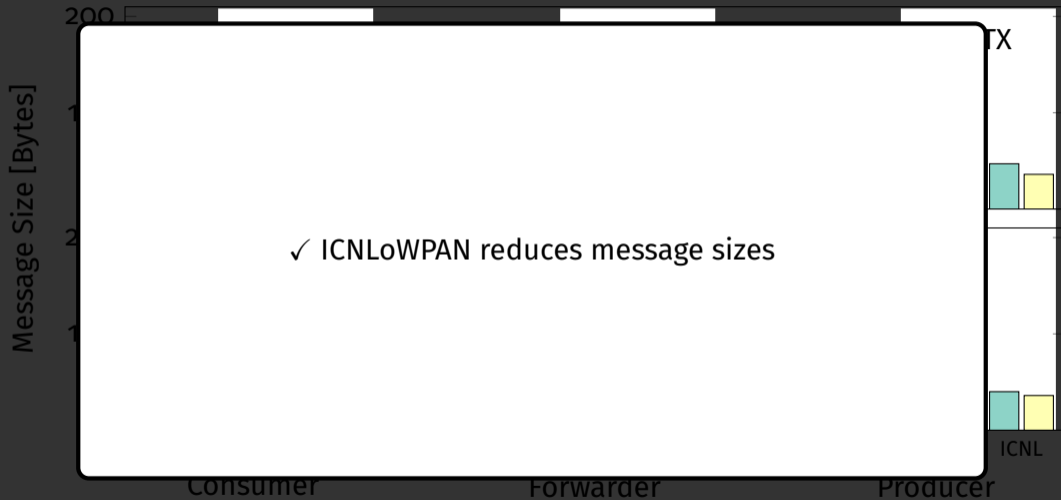 200
TX
Message Size [Bytes]
✓ ICNLoWPAN reduces message sizes
ICNL
Consumer
Forwarder
Producer